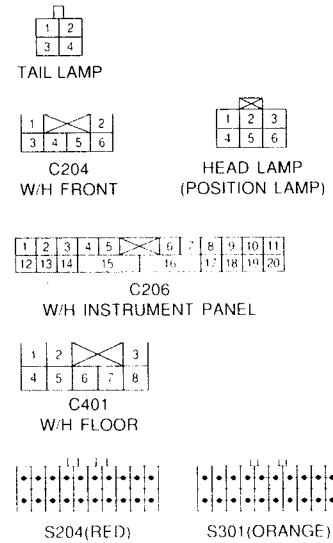 1 2
3 4
TAIL LAMP
1 2
3 4 5 6
C204
W/H FRONT
1 2 3
4 5 6
HEAD LAMP
(POSITION LAMP)
1 2 3 4 5 6 7 8 9 10 11
12 13 14 15 16 17 18 19 20
C206
W/H INSTRUMENT PANEL
1 2 3
4 5 6 7 8
C401
W/H FLOOR
S204(RED)
S301(ORANGE)